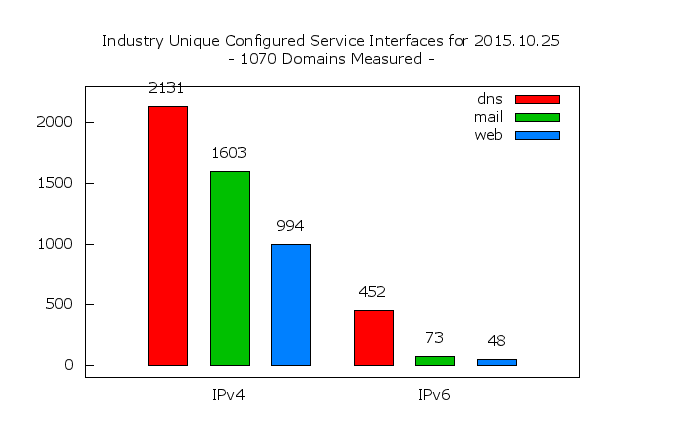 Industry Unique Configured Service Interfaces for 2015.10.25
- 1070 Domains Measured -
2131
dns
mail
web
2000
1603
1500
994
1000
452
500
73
48
0
IPv4
IPv6